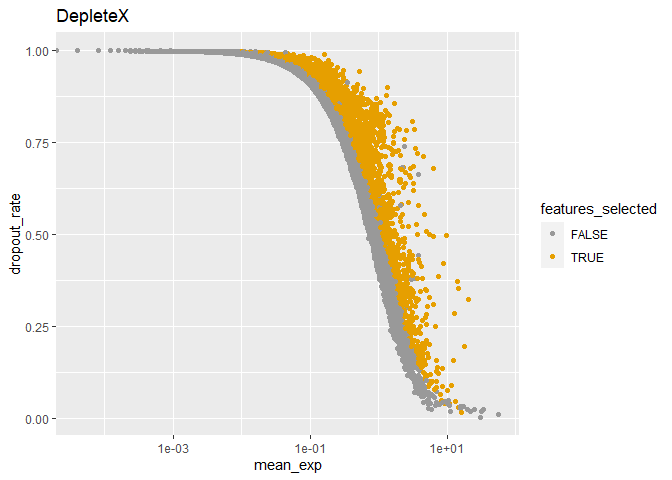 DepleteX
1.00
0.75
0.50
0.25
0.00
dropout_rate
1e-03
1e-01
1e+01
mean_exp
features_selected
FALSE
TRUE